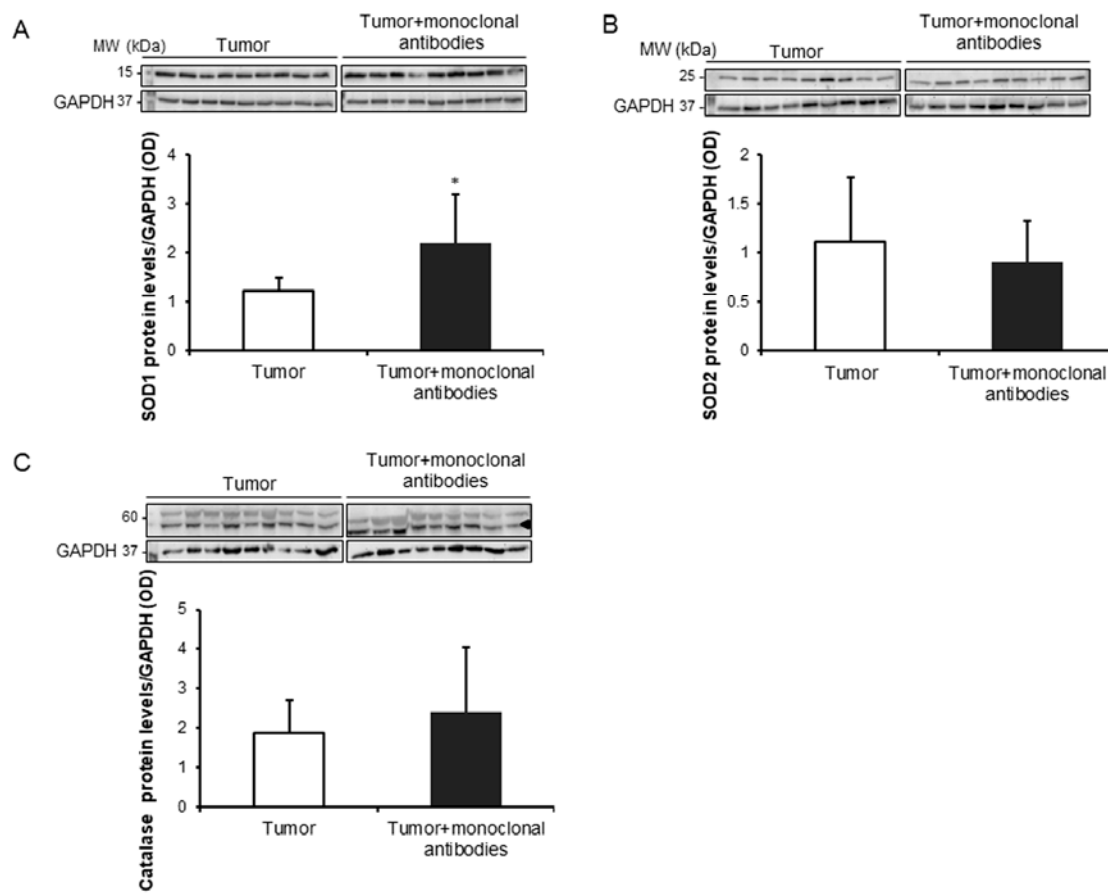 A
MW (kDa)
Tumor
Tumor+monoclonal
antibodies
15
GAPDH 37
SOD1 protein levels/GAPDH (OD)
4
3
2
1
0
*
Tumor
Tumor+monoclonal
antibodies
B
MW (kDa)
Tumor
Tumor+monoclonal
antibodies
25
GAPDH 37
SOD2 protein levels/GAPDH (OD)
2
1.5
1
0.5
0
Tumor
Tumor+monoclonal
antibodies
C
Tumor
Tumor+monoclonal
antibodies
60
GAPDH 37
Catalase protein levels/GAPDH (OD)
5
4
3
2
1
0
Tumor
Tumor+monoclonal
antibodies